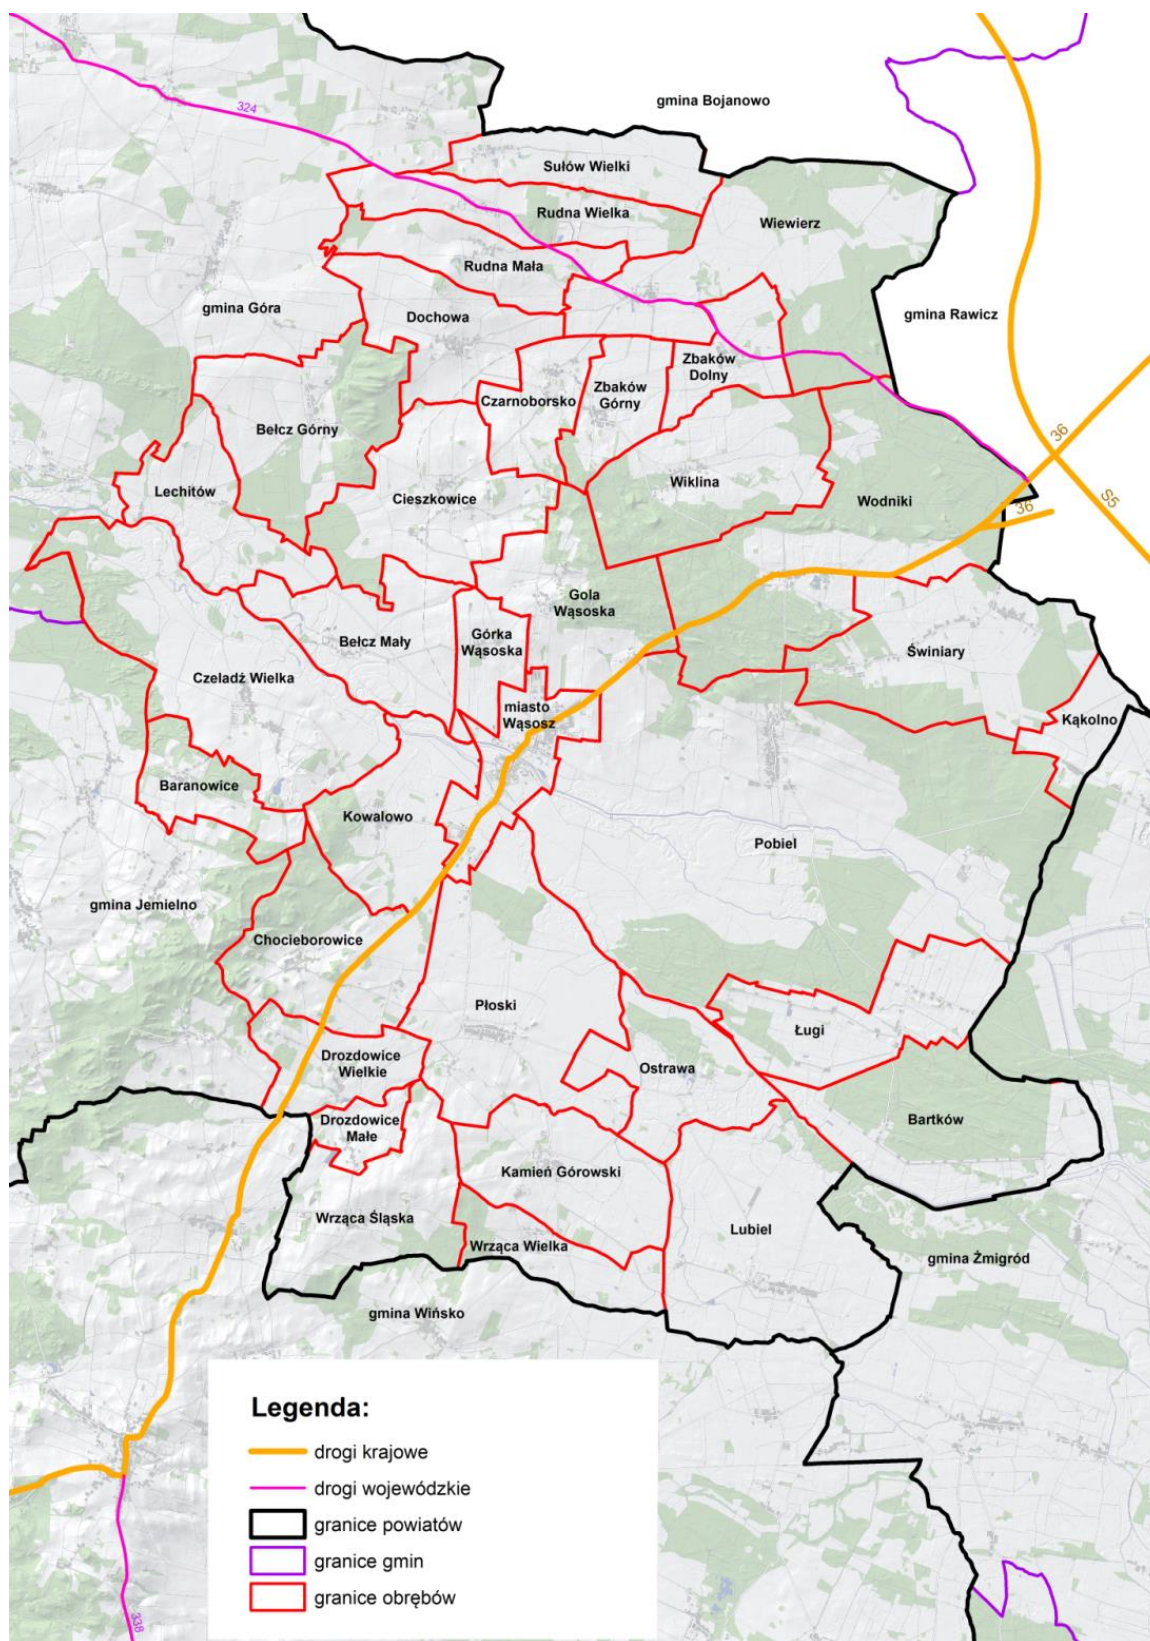 gmina Bojanowo
324
Sułów Wielki
Rudna Wielka
Wiewierz
Rudna Mała
gmina Góra
Dochowa
gmina Rawicz
Zbaków
Dolny
Zbaków
Górny
Czarnoborsko
Bełcz Górny
36
Lechitów
Cieszkowice
Wiklina
Wodniki
S5
36
Gola
Wąsoska
Górka
Wąsoska
Bełcz Mały
Świniary
Czeladź Wielka
miasto
Wąsosz
Kąkolno
Baranowice
Kowalowo
Pobiel
gmina Jemielno
Chocieborowice
Płoski
Ługi
Drozdowice
Wielkie
Ostrawa
Drozdowice
Małe
Bartków
Kamień Górowski
Wrząca Śląska
Lubiel
Wrząca Wielka
gmina Żmigród
gmina Wińsko
Legenda:
drogi krajowe
drogi wojewódzkie
granice powiatów
granice gmin
granice obrębów
338